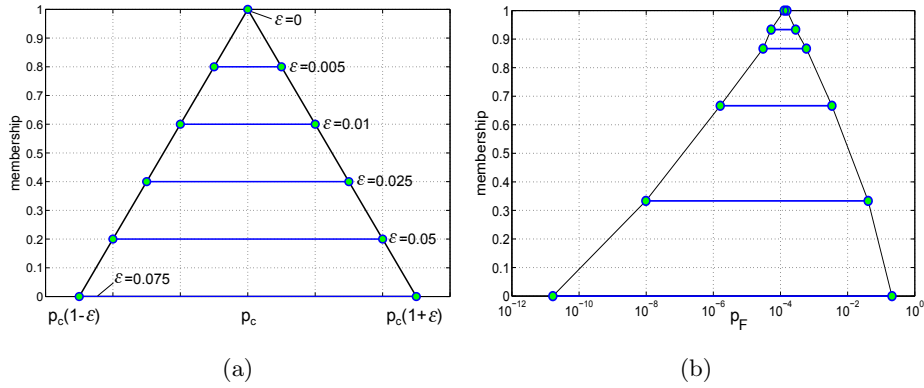 1
0.9
0.8
0.7
0.6
0.5
0.4
0.3
0.2
0.1
0
membership
ℰ=0
ℰ=0.005
ℰ=0.01
ℰ=0.025
ℰ=0.05
ℰ=0.075
p_c(1-ℰ) p_c p_c(1+ℰ)
(a)
1
0.9
0.8
0.7
0.6
0.5
0.4
0.3
0.2
0.1
0
membership
10^-12 10^-10 10^-8 10^-6 10^-4 10^-2 10^0
p_F
(b)